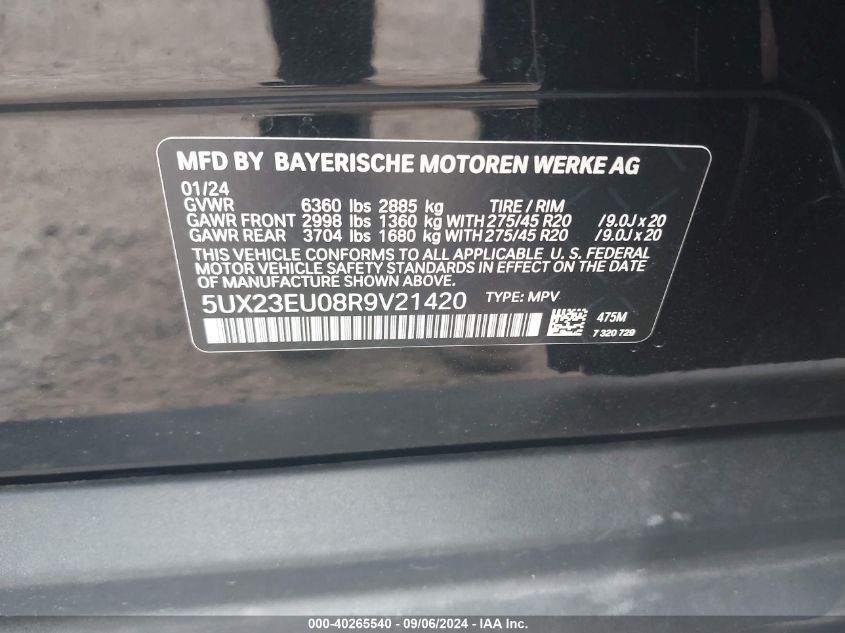 MFD BY BAYERISCHE MOTOREN WERKE AG
01/24
GVWR 6360 lbs 2885 kg TIRE / RIM
GAWR FRONT 2998 lbs 1360 kg WITH 275/45 R20 /9.0J x 20
GAWR REAR 3704 lbs 1680 kg WITH 275/45 R20 /9.0J x 20
THIS VEHICLE CONFORMS TO ALL APPLICABLE U. S. FEDERAL
MOTOR VEHICLE SAFETY STANDARDS IN EFFECT ON THE DATE
OF MANUFACTURE SHOWN ABOVE.
5UX23EU08R9V21420 TYPE: MPV
475M
7 320 729
000-40265540 - 09/06/2024 - IAA Inc.